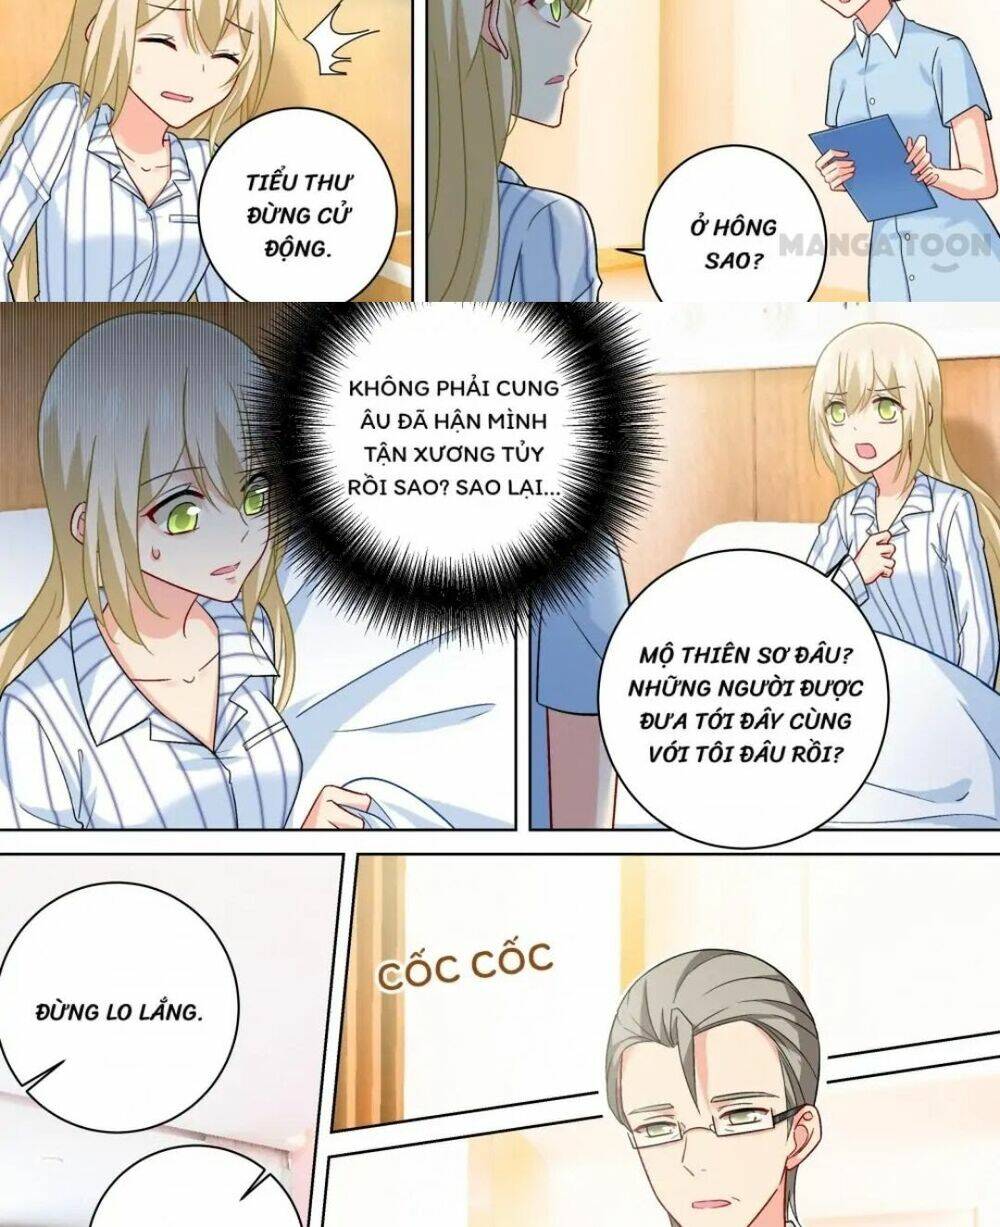 TIỂU THƯ
ĐỪNG CỬ
ĐỘNG.
Ở HÔNG
SAO?
MANGATOON
KHÔNG PHẢI CUNG
ÂU ĐÃ HẬN MÌNH
TẬN XƯƠNG TỦY
RỒI SAO? SAO LẠI...
MỘ THIÊN SƠ ĐÂU?
NHỮNG NGƯỜI ĐƯỢC
ĐƯA TỚI ĐÂY CÙNG
VỚI TÔI ĐÂU RỒI?
CỐC CỐC
ĐỪNG LO LẮNG.